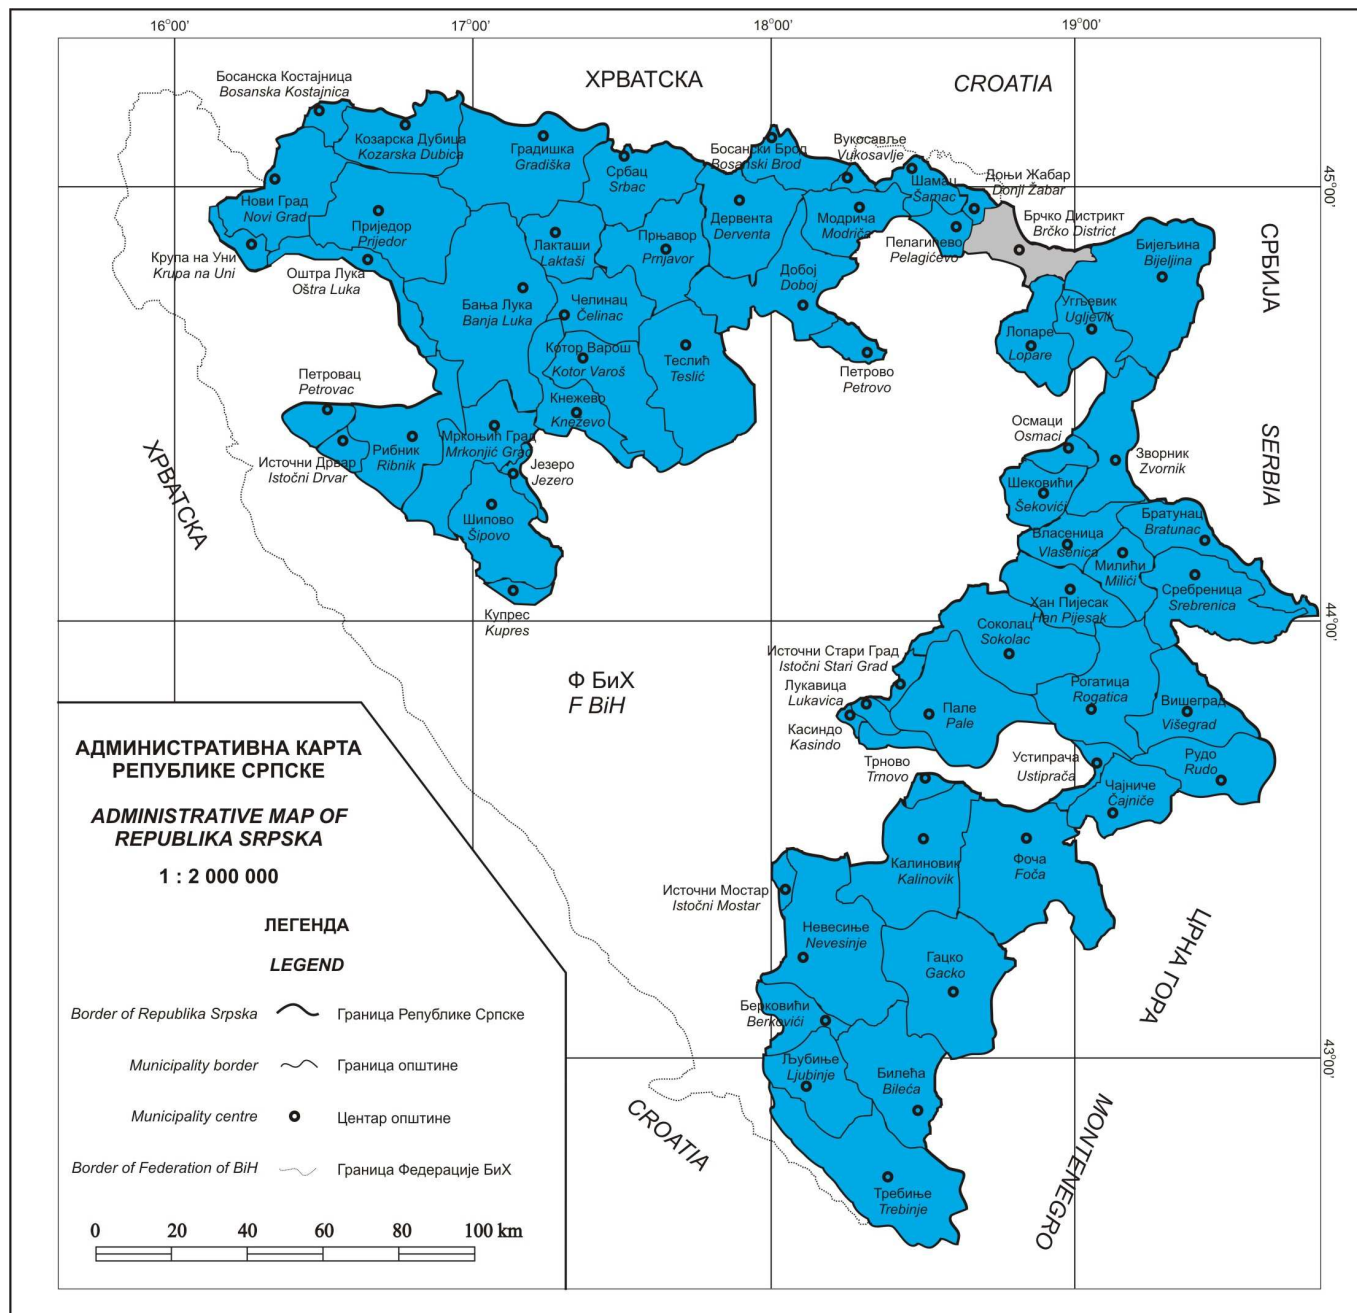 16°00'
17°00'
18°00'
19°00'
ХРВАТСКА
CROATIA
Босанска Костајница
Bosanska Kostajnica
Козарска Дубица
Kozarska Dubica
Градишка
Gradiška
Србац
Srbac
Босански Брод
Bosanski Brod
Вукосавље
Vukosavlje
Шамац
Šamac
Доњи Жабар
Donji Žabar
45°00'
Нови Град
Novi Grad
Приједор
Prijedor
Лакташи
Laktaši
Прњавор
Prnjavor
Дервента
Derventa
Модрича
Modriča
Пелагићево
Pelagićevo
Брчко Дистрикт
Brčko District
Бијељина
Bijeljina
СРБИЈА
Крупа на Уни
Krupa na Uni
Оштра Лука
Oštra Luka
Бања Лука
Banja Luka
Челинац
Čelinac
Добој
Doboj
Угљевик
Ugljevik
Лопаре
Lopare
Котор Варош
Kotor Varoš
Теслић
Teslić
Петрово
Petrovo
Петровац
Petrovac
Кнежево
Kneževo
Источни Дрвар
Istočni Drvar
Рибник
Ribnik
Мркоњић Град
Mrkonjić Grad
Језеро
Jezero
Осмаци
Osmaci
Зворник
Zvornik
SERBIA
ХРВАТСКА
Шипово
Šipovo
Шековићи
Šekovići
Братунац
Bratunac
Власеница
Vlasenica
Милићи
Milići
Сребреница
Srebrenica
Хан Пијесак
Han Pijesak
44°00'
Купрес
Kupres
Соколац
Sokolac
Источни Стари Град
Istočni Stari Grad
Лукавица
Lukavica
Касиндо
Kasindo
Пале
Pale
Рогатица
Rogatica
Вишеград
Višegrad
Ф БиХ
F BiH
Трново
Trnovo
Устипрача
Ustiprača
Рудо
Rudo
Чајниче
Čajniče
Калиновик
Kalinovik
Фоча
Foča
Источни Мостар
Istočni Mostar
Невесиње
Nevesinje
Гацко
Gacko
ЦРНА ГОРА
Берковићи
Berkovići
Љубиње
Ljubinje
Билећа
Bileća
43°00'
CROATIA
MONTENEGRO
Требиње
Trebinje
АДМИНИСТРАТИВНА КАРТА
РЕПУБЛИКЕ СРПСКЕ
ADMINISTRATIVE MAP OF
REPUBLIKA SRPSKA
1 : 2 000 000
ЛЕГЕНДА
LEGEND
Border of Republika Srpska Граница Републике Српске
Municipality border Граница општине
Municipality centre Центар општине
Border of Federation of BiH Граница Федерације БиХ
0 20 40 60 80 100 km